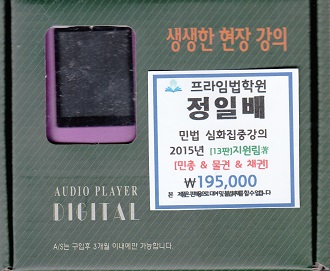 생생한 현장 강의
프라임법학원
정일배
민법 심화집중강의
2015년 [13판]지원림著
[민총 & 물권 & 채권]
₩195,000
AUDIO PLAYER
DIGITAL
A/S는 구입후 3개월 이내에만 가능합니다.